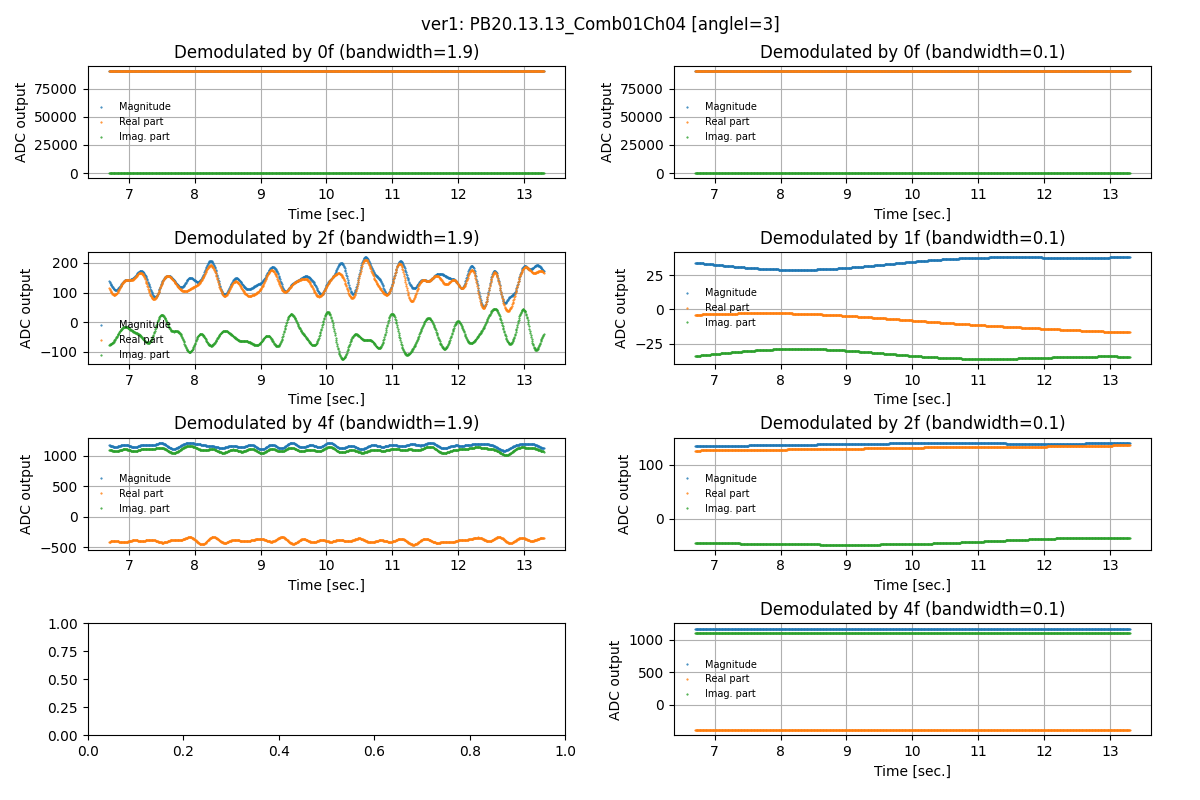 ver1: PB20.13.13_Comb01Ch04 [angleI=3]
Demodulated by 0f (bandwidth=1.9)
ADC output
75000
50000
25000
0
Magnitude
Real part
Imag. part
7 8 9 10 11 12 13
Time [sec.]
Demodulated by 0f (bandwidth=0.1)
ADC output
75000
50000
25000
0
Magnitude
Real part
Imag. part
7 8 9 10 11 12 13
Time [sec.]
Demodulated by 2f (bandwidth=1.9)
ADC output
200
100
0
−100
Magnitude
Real part
Imag. part
7 8 9 10 11 12 13
Time [sec.]
Demodulated by 1f (bandwidth=0.1)
ADC output
25
0
−25
Magnitude
Real part
Imag. part
7 8 9 10 11 12 13
Time [sec.]
Demodulated by 4f (bandwidth=1.9)
ADC output
1000
500
0
−500
Magnitude
Real part
Imag. part
7 8 9 10 11 12 13
Time [sec.]
Demodulated by 2f (bandwidth=0.1)
ADC output
100
0
Magnitude
Real part
Imag. part
7 8 9 10 11 12 13
Time [sec.]
1.00
0.75
0.50
0.25
0.00
0.0 0.2 0.4 0.6 0.8 1.0
Demodulated by 4f (bandwidth=0.1)
ADC output
1000
500
0
Magnitude
Real part
Imag. part
7 8 9 10 11 12 13
Time [sec.]